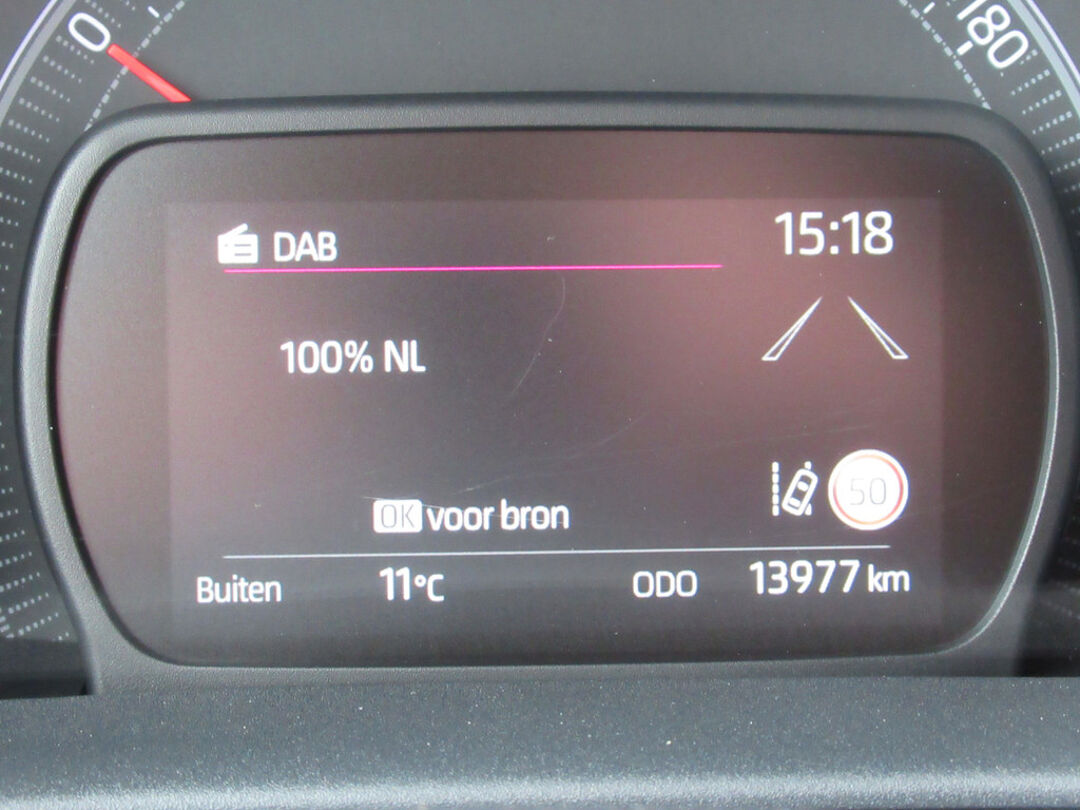 0
180
DAB
15:18
100% NL
50
OK voor bron
Buiten 11°C ODO 13977 km